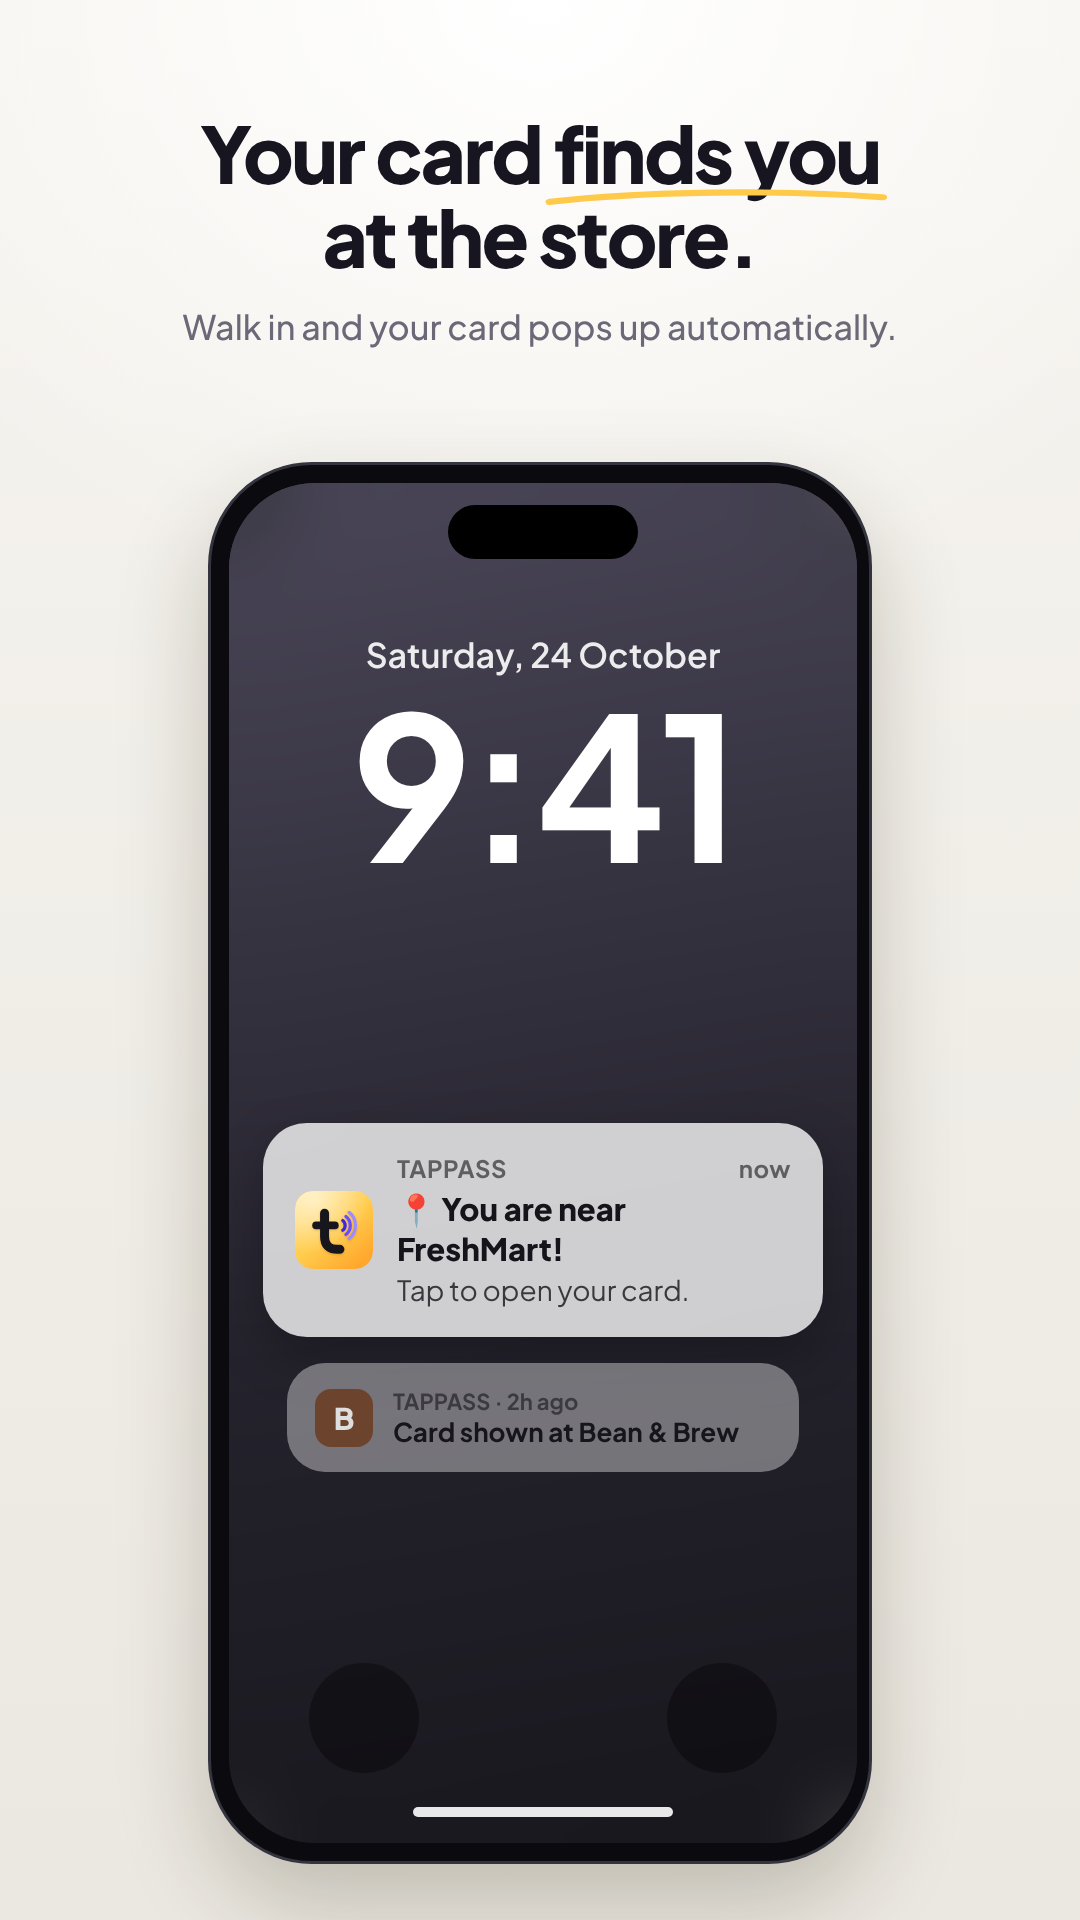 Your card finds you
at the store.
Walk in and your card pops up automatically.
Saturday, 24 October
9:41
TAPPASS now
📍 You are near
FreshMart!
Tap to open your card.
t
B
TAPPASS · 2h ago
Card shown at Bean & Brew